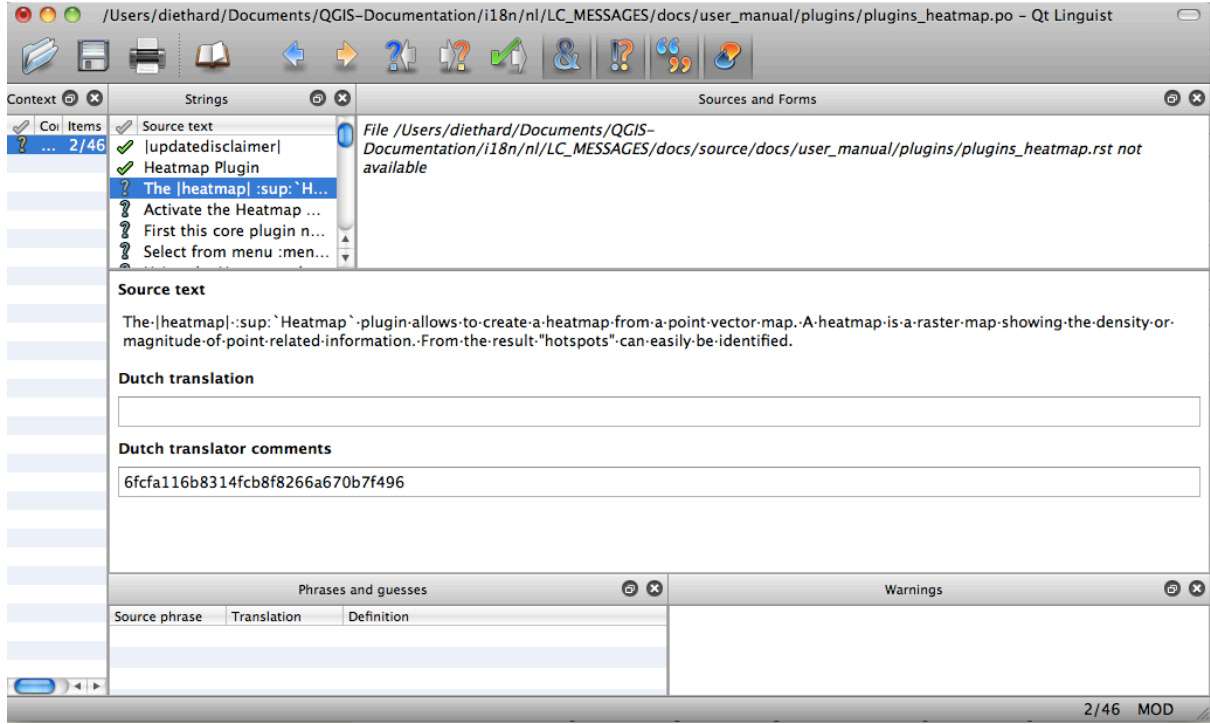 /Users/diethard/Documents/QGIS-Documentation/i18n/nl/LC_MESSAGES/docs/user_manual/plugins/plugins_heatmap.po – Qt Linguist
Context
Strings
Sources and Forms
Items
2/46
Source text
|updatedisclaimer|
Heatmap Plugin
The |heatmap| :sup:`H...
Activate the Heatmap ...
First this core plugin n...
Select from menu :men...
File /Users/diethard/Documents/QGIS-
Documentation/i18n/nl/LC_MESSAGES/docs/source/docs/user_manual/plugins/plugins_heatmap.rst not
available
Source text
The·|heatmap|·:sup:`Heatmap`·plugin·allows·to·create·a·heatmap·from·a·point·vector·map.·A·heatmap·is·a·raster·map·showing·the·density·or·
magnitude·of·point·related·information.·From·the·result·"hotspots"·can·easily·be·identified.
Dutch translation
Dutch translator comments
6fcfa116b8314fcb8f8266a670b7f496
Phrases and guesses
Warnings
Source phrase Translation Definition
2/46 MOD